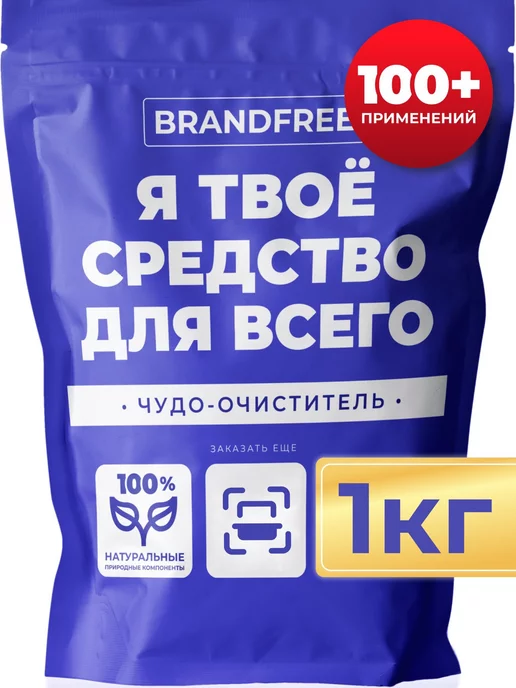 100+
ПРИМЕНЕНИЙ
BRANDFREE
Я ТВОЁ
СРЕДСТВО
ДЛЯ ВСЕГО
· ЧУДО-ОЧИСТИТЕЛЬ ·
ЗАКАЗАТЬ ЕЩЕ
100%
НАТУРАЛЬНЫЕ
ПРИРОДНЫЕ КОМПОНЕНТЫ
1кг